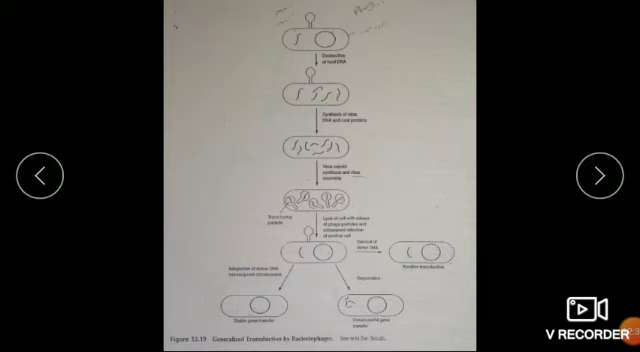 Destruction
of host DNA
Synthesis of virus
DNA and coat proteins
Virus capsid
synthesis and virus
assembly
Transducing
particle
Lysis of cell with release
of phage particles and
subsequent infection
of another cell
Survival of
donor DNA
Abortive transduction
Integration of donor DNA
into recipient chromosome
Degradation
Stable gene transfer
Unsuccessful gene
transfer
Figure 12.19 Generalized Transduction by Bacteriophages. See text for details.
V RECORDER